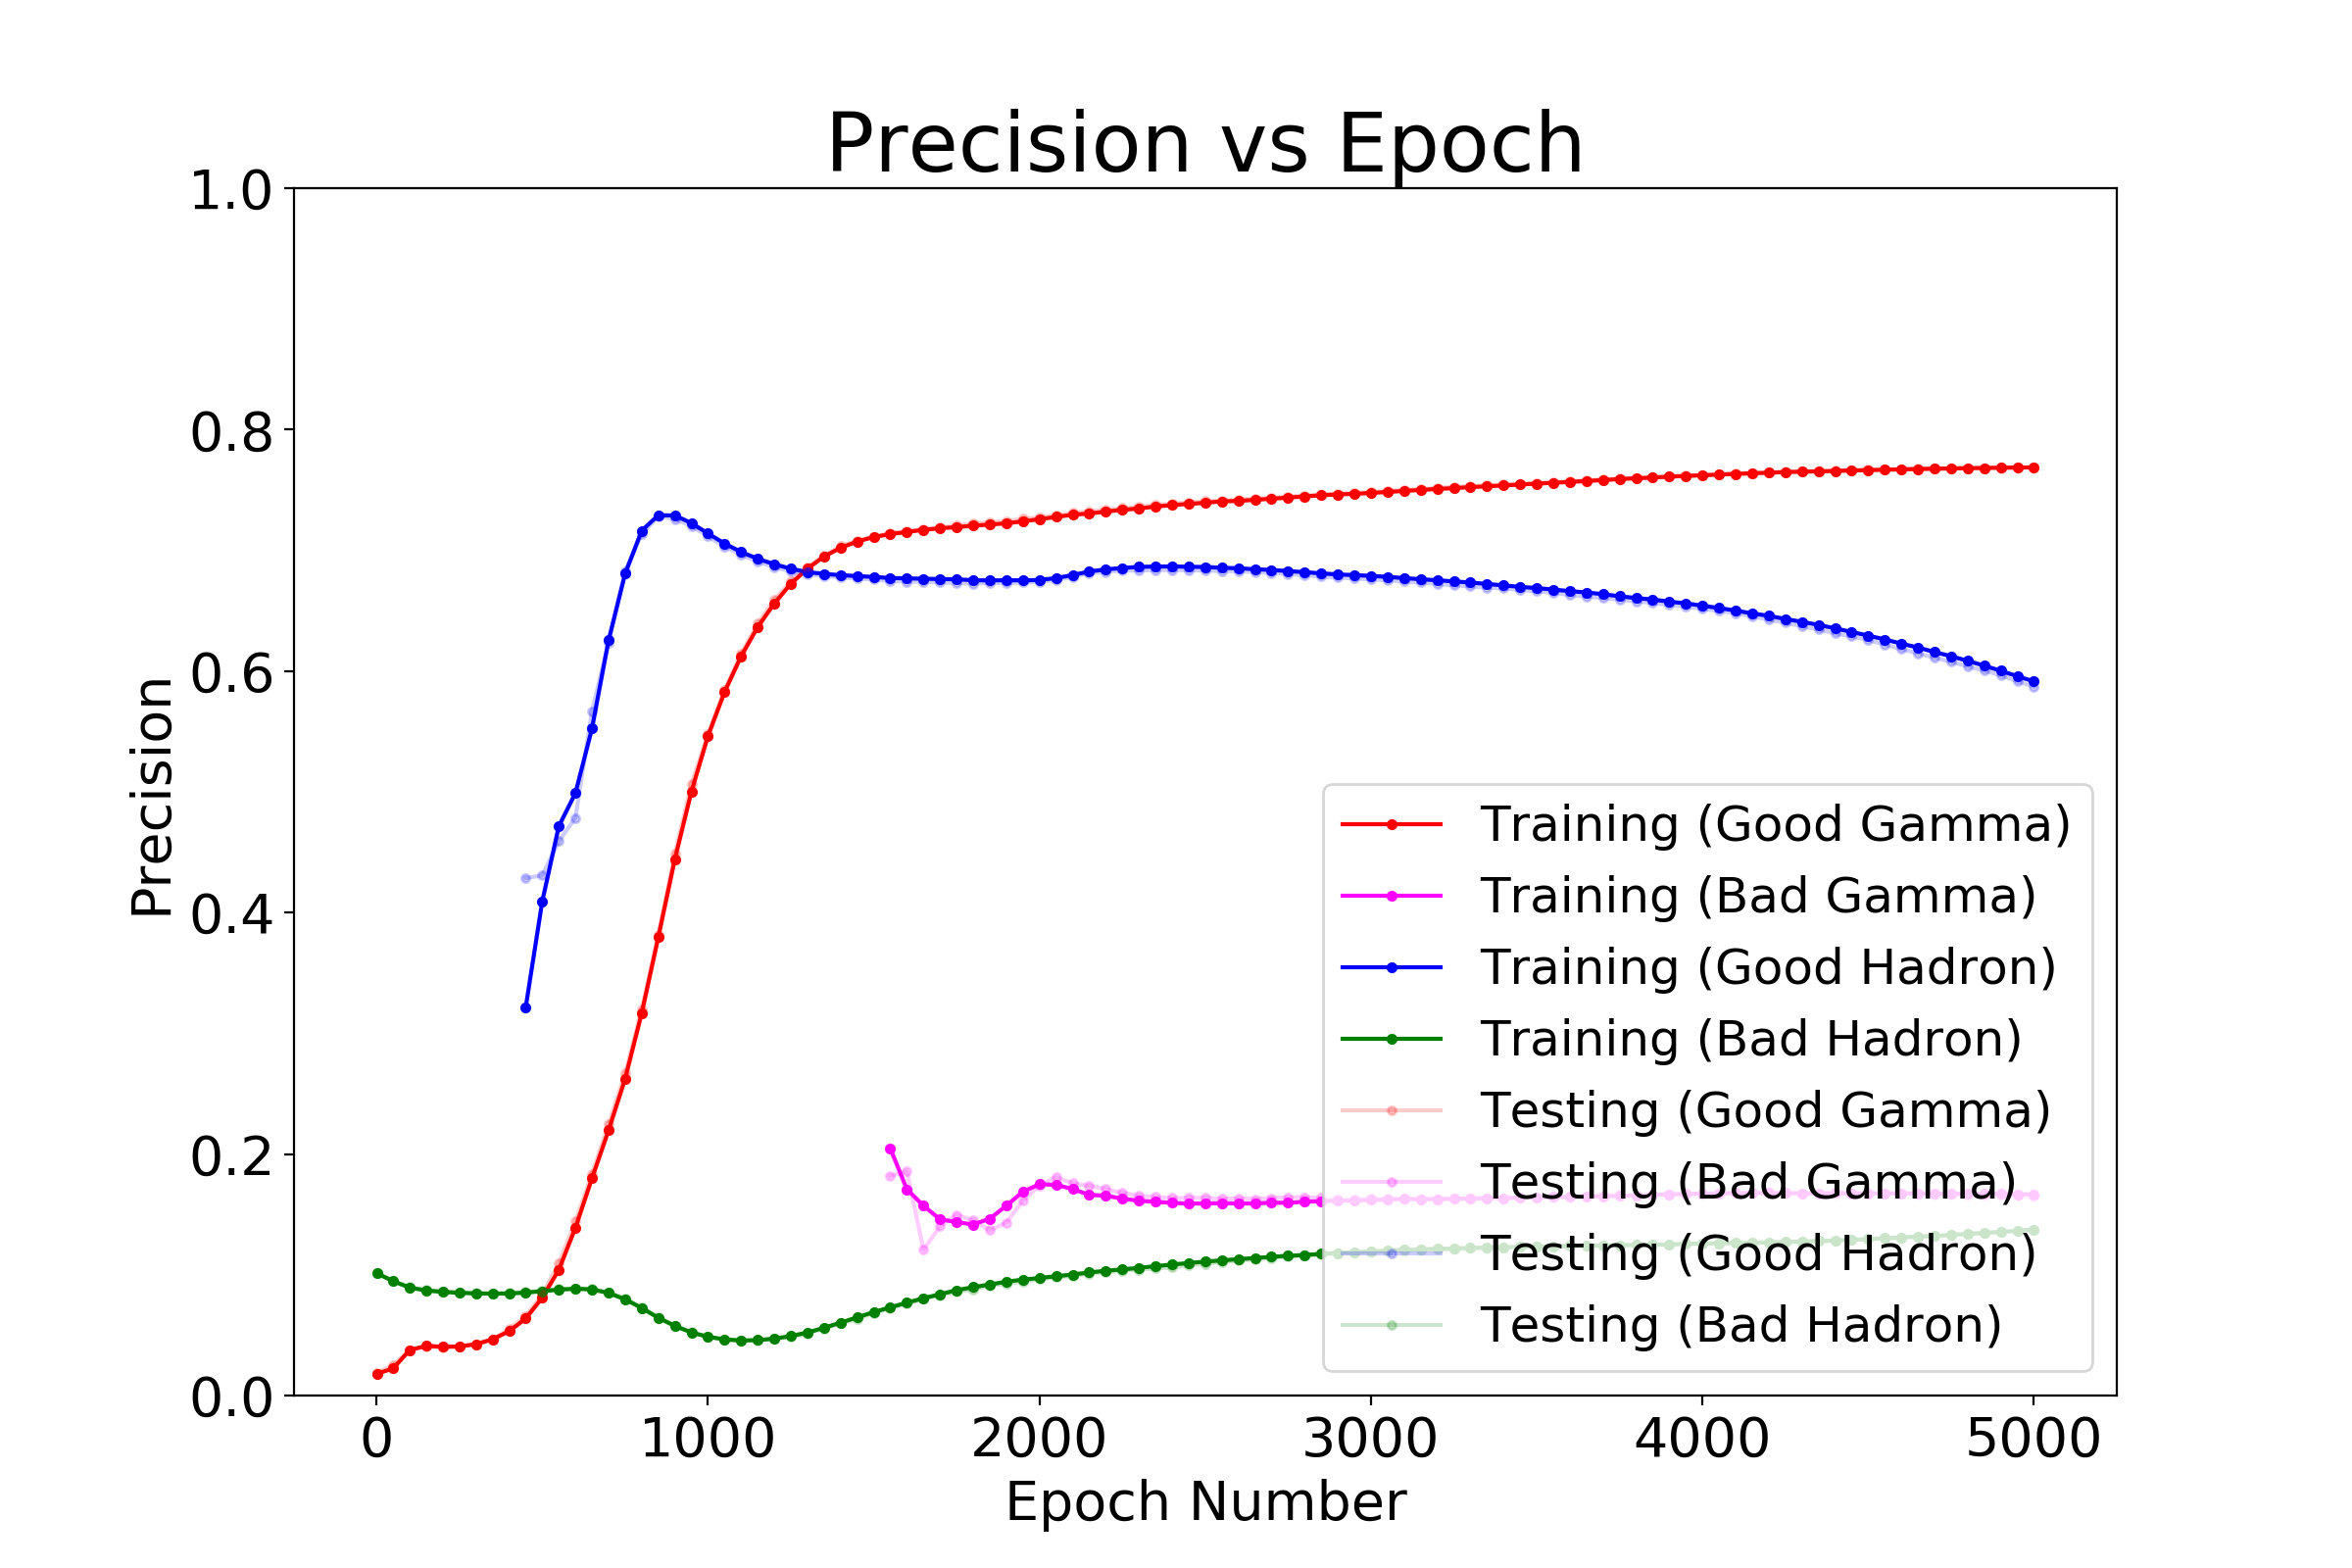 Precision vs Epoch
1.0
0.8
0.6
0.4
0.2
0.0
Precision
Training (Good Gamma)
Training (Bad Gamma)
Training (Good Hadron)
Training (Bad Hadron)
Testing (Good Gamma)
Testing (Bad Gamma)
Testing (Good Hadron)
Testing (Bad Hadron)
0 1000 2000 3000 4000 5000
Epoch Number